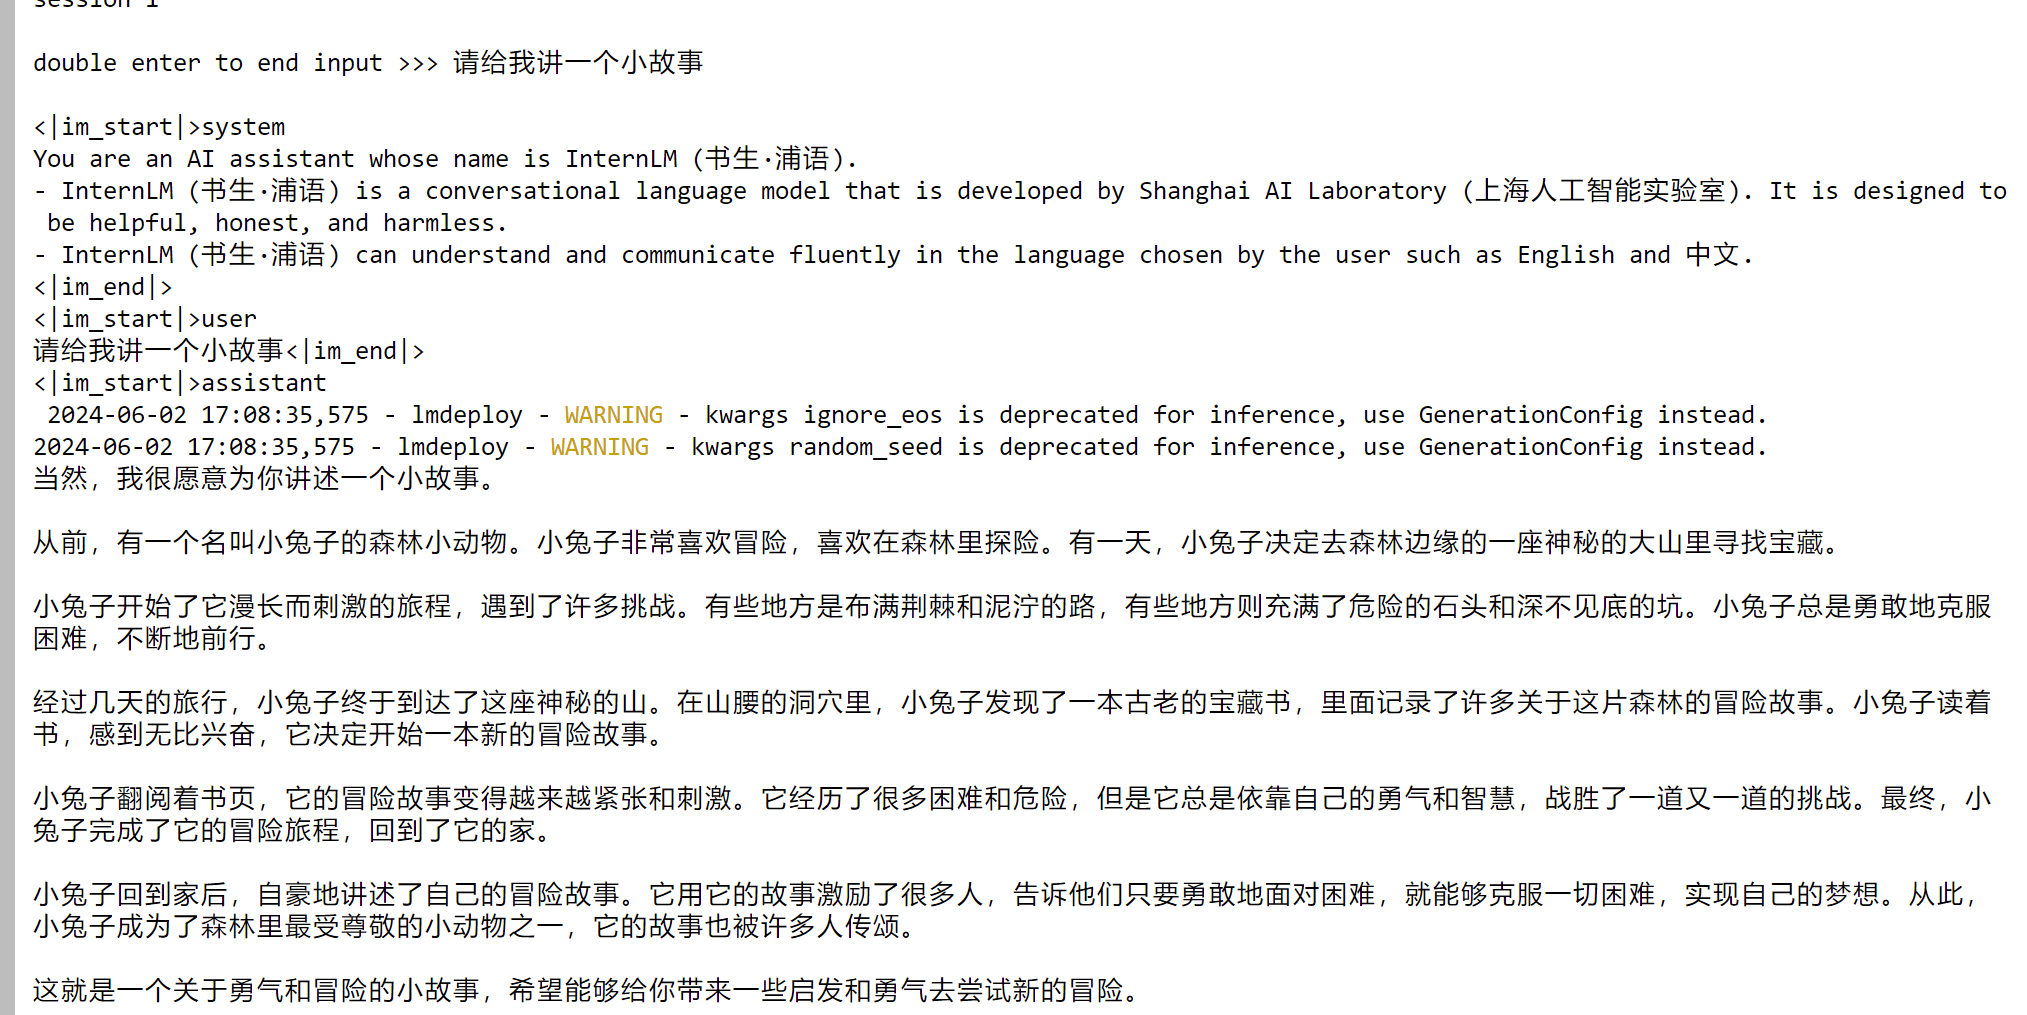 session 1
double enter to end input >>> 请给我讲一个小故事
<|im_start|>system
You are an AI assistant whose name is InternLM (书生·浦语).
- InternLM (书生·浦语) is a conversational language model that is developed by Shanghai AI Laboratory (上海人工智能实验室). It is designed to
be helpful, honest, and harmless.
- InternLM (书生·浦语) can understand and communicate fluently in the language chosen by the user such as English and 中文.
<|im_end|>
<|im_start|>user
请给我讲一个小故事<|im_end|>
<|im_start|>assistant
2024-06-02 17:08:35,575 - lmdeploy - WARNING - kwargs ignore_eos is deprecated for inference, use GenerationConfig instead.
2024-06-02 17:08:35,575 - lmdeploy - WARNING - kwargs random_seed is deprecated for inference, use GenerationConfig instead.
当然，我很愿意为你讲述一个小故事。
从前，有一个名叫小兔子的森林小动物。小兔子非常喜欢冒险，喜欢在森林里探险。有一天，小兔子决定去森林边缘的一座神秘的大山里寻找宝藏。
小兔子开始了它漫长而刺激的旅程，遇到了许多挑战。有些地方是布满荆棘和泥泞的路，有些地方则充满了危险的石头和深不见底的坑。小兔子总是勇敢地克服
困难，不断地前行。
经过几天的旅行，小兔子终于到达了这座神秘的山。在山腰的洞穴里，小兔子发现了一本古老的宝藏书，里面记录了许多关于这片森林的冒险故事。小兔子读着
书，感到无比兴奋，它决定开始一本新的冒险故事。
小兔子翻阅着书页，它的冒险故事变得越来越紧张和刺激。它经历了很多困难和危险，但是它总是依靠自己的勇气和智慧，战胜了一道又一道的挑战。最终，小
兔子完成了它的冒险旅程，回到了它的家。
小兔子回到家后，自豪地讲述了自己的冒险故事。它用它的故事激励了很多人，告诉他们只要勇敢地面对困难，就能够克服一切困难，实现自己的梦想。从此，
小兔子成为了森林里最受尊敬的小动物之一，它的故事也被许多人传颂。
这就是一个关于勇气和冒险的小故事，希望能够给你带来一些启发和勇气去尝试新的冒险。